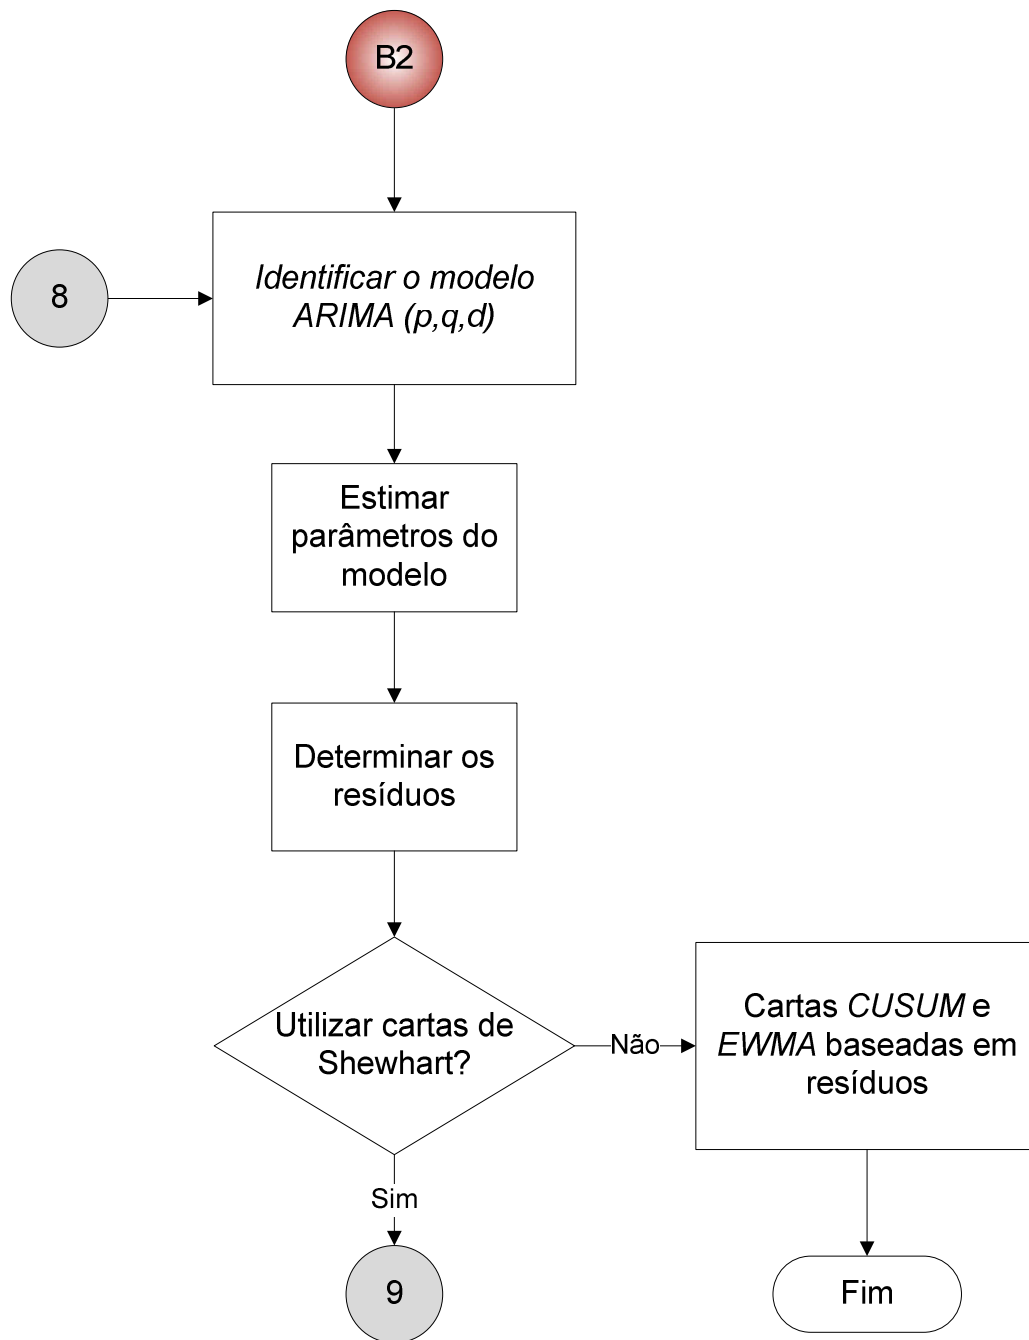 B2
8
Identificar o modelo
ARIMA (p,q,d)
Estimar
parâmetros do
modelo
Determinar os
resíduos
Utilizar cartas de
Shewhart?
Não
Cartas CUSUM e
EWMA baseadas em
resíduos
Sim
9
Fim